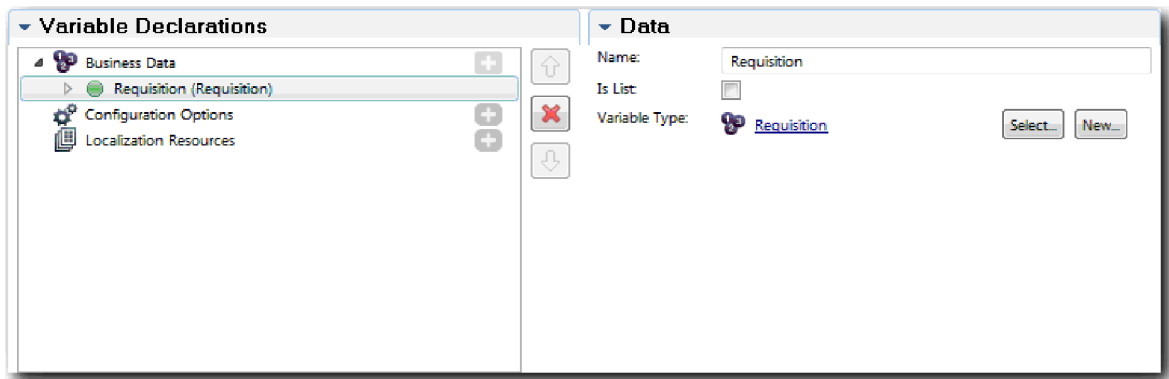 Variable Declarations
Business Data
Requisition (Requisition)
Configuration Options
Localization Resources
Data
Name: Requisition
Is List:
Variable Type: Requisition Select... New...